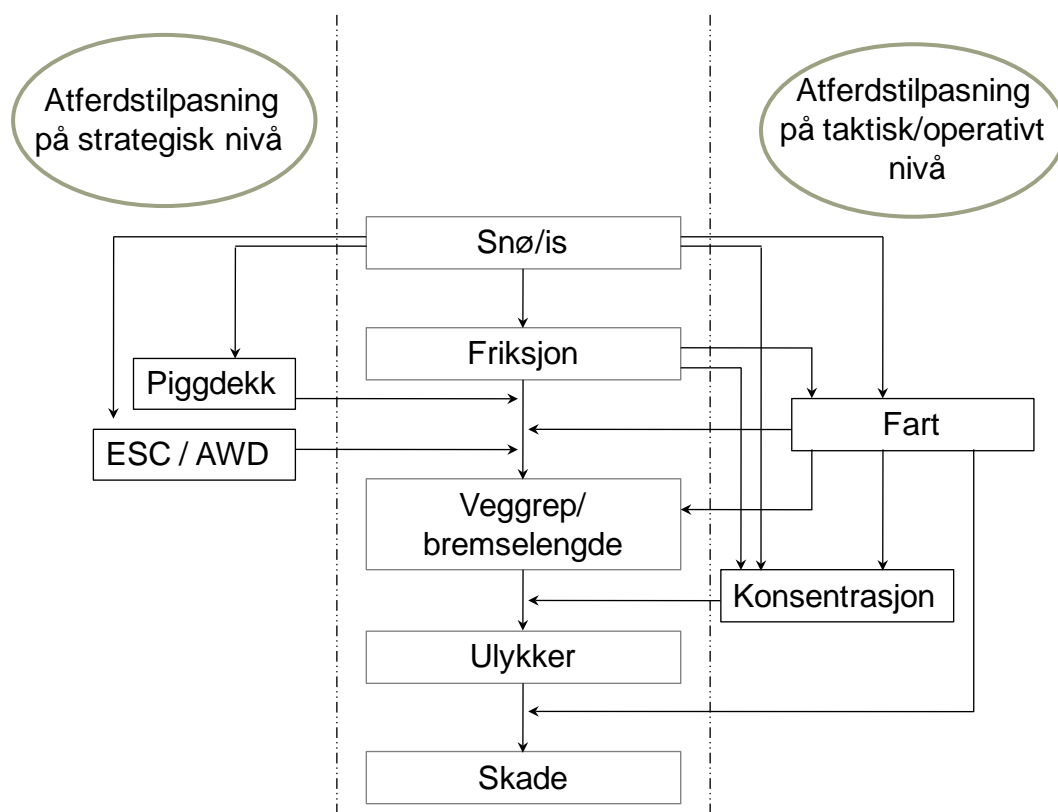 Atferdstilpasning
på strategisk nivå
Atferdstilpasning
på taktisk/operativt
nivå
Snø/is
Friksjon
Piggdekk
Fart
ESC / AWD
Veggrep/
bremselengde
Konsentrasjon
Ulykker
Skade